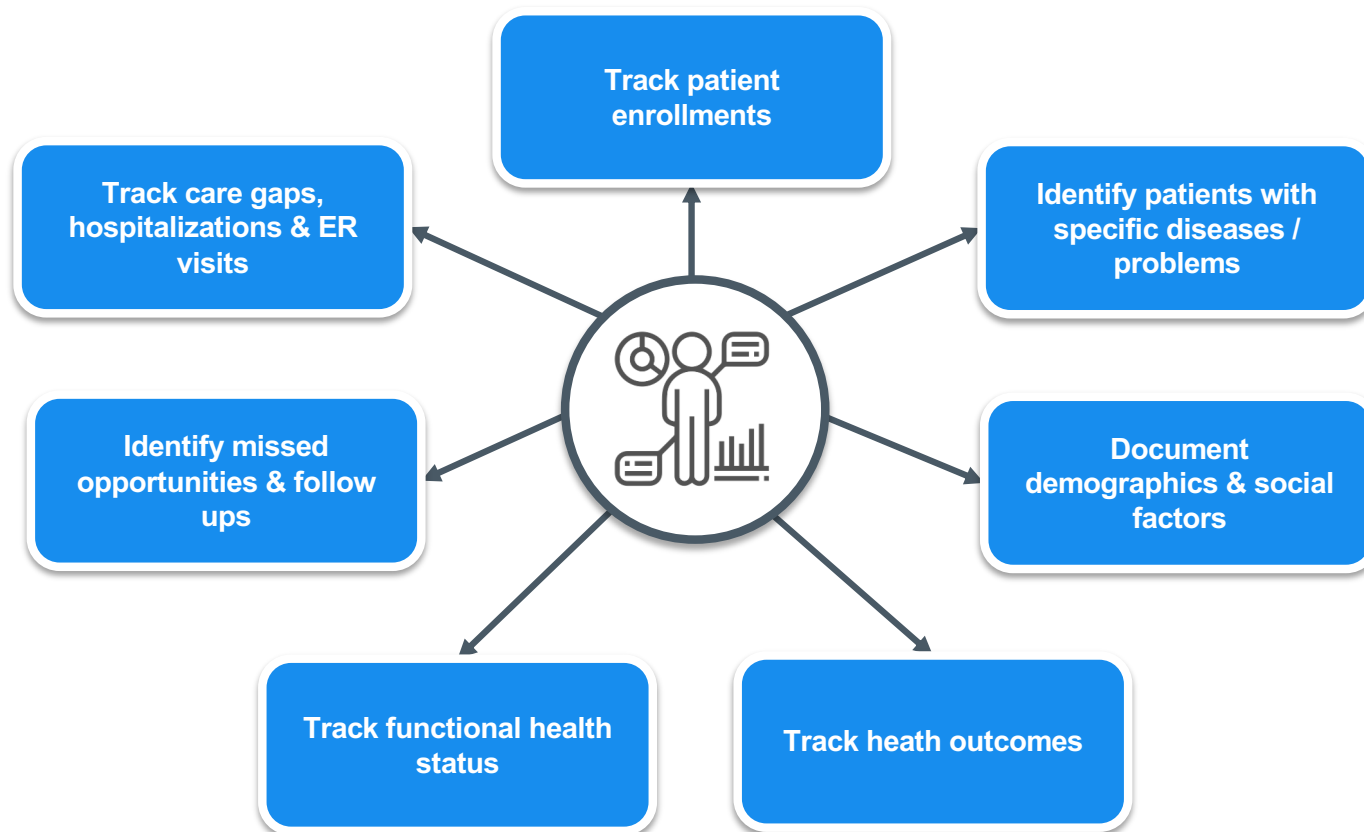 Track patient
enrollments
Track care gaps,
hospitalizations & ER
visits
Identify patients with
specific diseases /
problems
Identify missed
opportunities & follow
ups
Document
demographics & social
factors
Track functional health
status
Track heath outcomes